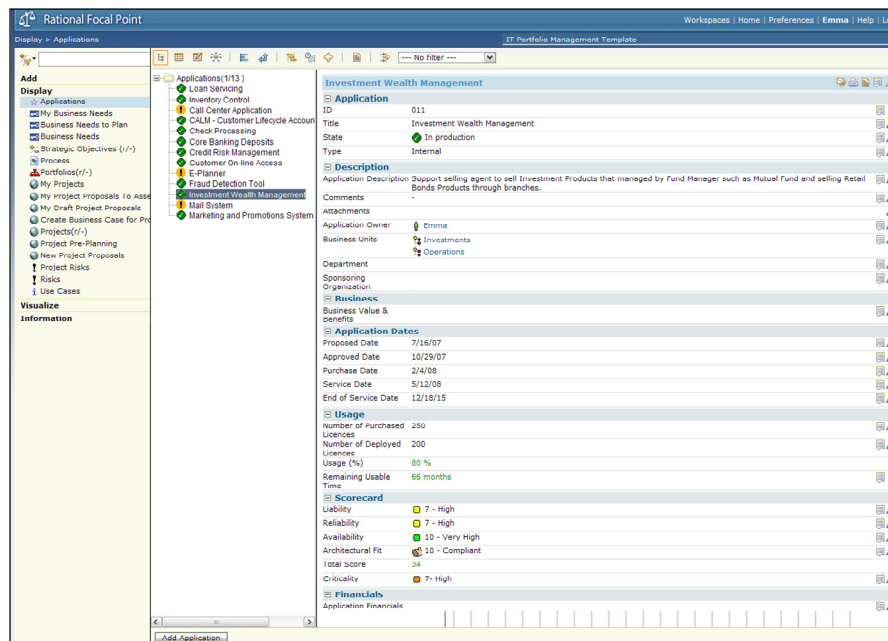 Rational Focal Point
Workspaces | Home | Preferences | Emma | Help |
Display > Applications
IT Portfolio Management Template
--- No filter ---
Add
Display
Applications
My Business Needs
Business Needs to Plan
Business Needs
Strategic Objectives (r/-)
Process
Portfolios(r/-)
My Projects
My Project Proposals To Asse
My Draft Project Proposals
Create Business Case for Pro
Projects(r/-)
Project Pre-Planning
New Project Proposals
Project Risks
Risks
Use Cases
Visualize
Information
Applications(1/13 )
Loan Servicing
Inventory Control
Call Center Application
CALM - Customer Lifecycle Accoun
Check Processing
Core Banking Deposits
Credit Risk Management
Customer On-line Access
E-Planner
Fraud Detection Tool
Investment Wealth Management
Mail System
Marketing and Promotions System
Add Application
Investment Wealth Management
Application
ID 011
Title Investment Wealth Management
State In production
Type Internal
Description
Application Description Support selling agent to sell Investment Products that managed by Fund Manager such as Mutual Fund and selling Retail
Bonds Products through branches.
Comments -
Attachments
Application Owner Emma
Business Units Investments
Operations
Department
Sponsoring
Organization
Business
Business Value &
Benefits
Application Dates
Proposed Date 7/16/07
Approved Date 10/29/07
Purchase Date 2/4/08
Service Date 5/12/08
End of Service Date 12/18/15
Usage
Number of Purchased 250
Licences
Number of Deployed 200
Licences
Usage (%) 80 %
Remaining Usable 66 months
Time
Scorecard
Liability 7 - High
Reliability 7 - High
Availability 10 - Very High
Architectural Fit 10 - Compliant
Total Score 34
Criticality 7- High
Financials
Application Financials